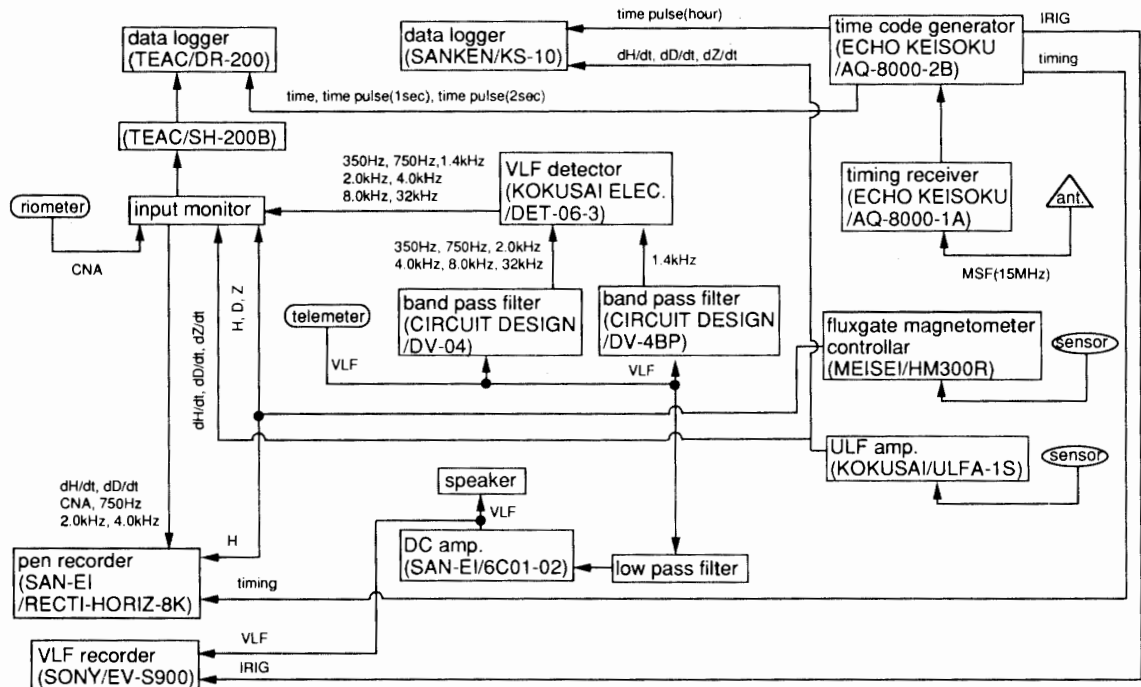 data logger
(TEAC/DR-200)
data logger
(SANKEN/KS-10)
time pulse(hour)
dH/dt, dD/dt, dZ/dt
time code generator
(ECHO KEISOKU
/AQ-8000-2B)
IRIG
timing
time, time pulse(1sec), time pulse(2sec)
(TEAC/SH-200B)
350Hz, 750Hz,1.4kHz
2.0kHz, 4.0kHz
8.0kHz, 32kHz
VLF detector
(KOKUSAI ELEC.
/DET-06-3)
timing receiver
(ECHO KEISOKU
/AQ-8000-1A)
ant.
riometer
input monitor
CNA
350Hz, 750Hz, 2.0kHz
4.0kHz, 8.0kHz, 32kHz
1.4kHz
MSF(15MHz)
dH/dt, dD/dt, dZ/dt
H, D, Z
telemeter
VLF
band pass filter
(CIRCUIT DESIGN
/DV-04)
band pass filter
(CIRCUIT DESIGN
/DV-4BP)
VLF
fluxgate magnetometer
controllar
(MEISEI/HM300R)
sensor
ULF amp.
(KOKUSAI/ULFA-1S)
sensor
speaker
VLF
dH/dt, dD/dt
CNA, 750Hz
2.0kHz, 4.0kHz
H
DC amp.
(SAN-EI/6C01-02)
low pass filter
pen recorder
(SAN-EI
/RECTI-HORIZ-8K)
timing
VLF
VLF recorder
(SONY/EV-S900)
IRIG